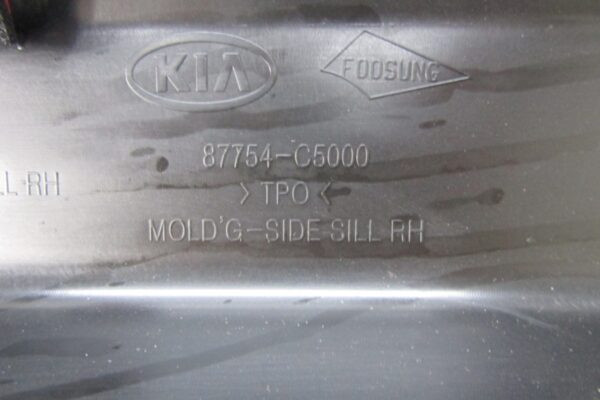 KIA
FOOSUNG
87754-C5000
>TPO<
MOLD'G-SIDE SILL RH
LL RH